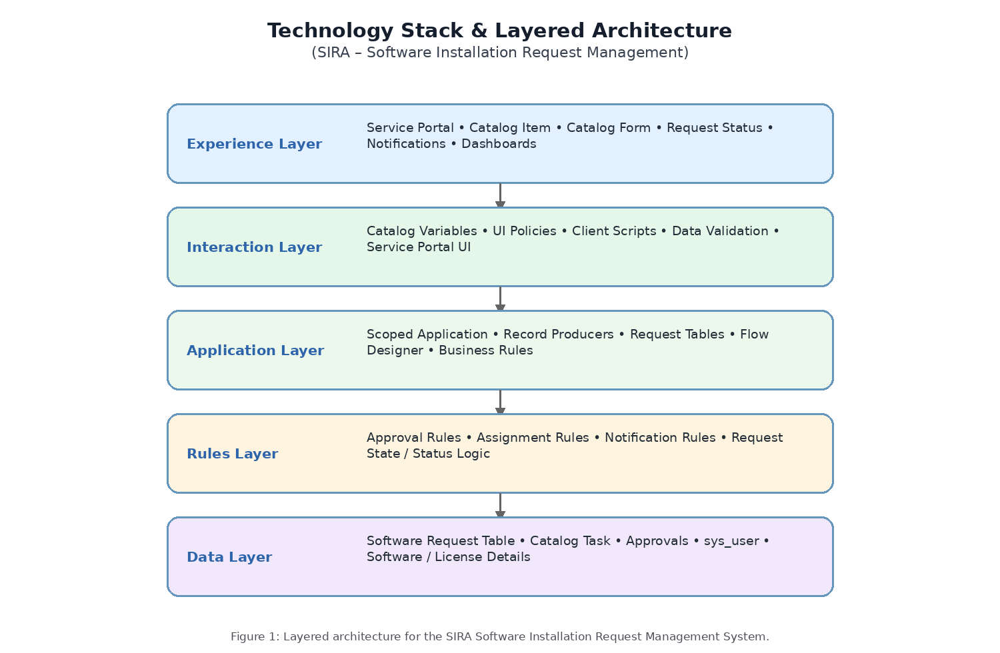 Technology Stack & Layered Architecture
(SIRA – Software Installation Request Management)
Experience Layer
Service Portal • Catalog Item • Catalog Form • Request Status •
Notifications • Dashboards
Interaction Layer
Catalog Variables • UI Policies • Client Scripts • Data Validation •
Service Portal UI
Application Layer
Scoped Application • Record Producers • Request Tables • Flow
Designer • Business Rules
Rules Layer
Approval Rules • Assignment Rules • Notification Rules • Request
State / Status Logic
Data Layer
Software Request Table • Catalog Task • Approvals • sys_user •
Software / License Details
Figure 1: Layered architecture for the SIRA Software Installation Request Management System.